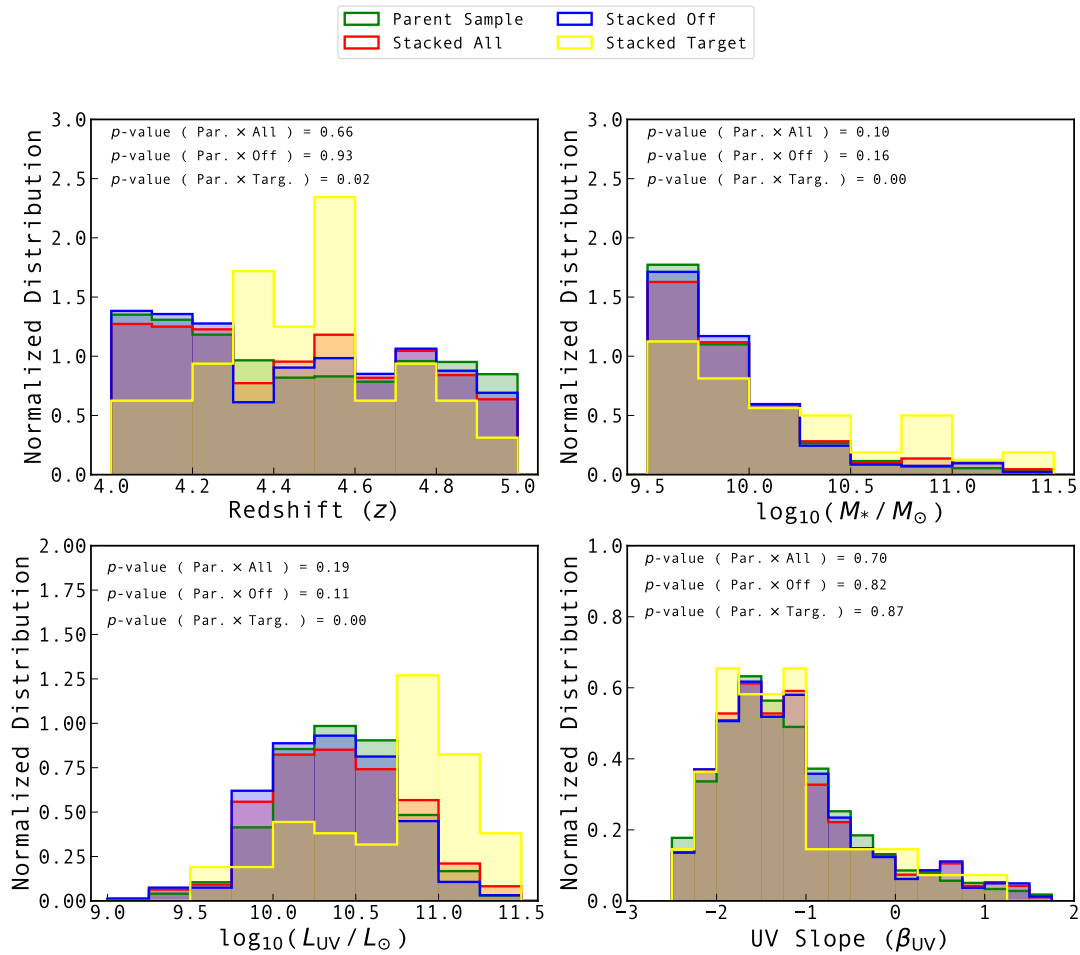 Parent Sample
Stacked All
Stacked Off
Stacked Target
Normalized Distribution
3.0
2.5
2.0
1.5
1.0
0.5
0.0
p-value ( Par. × All ) = 0.66
p-value ( Par. × Off ) = 0.93
p-value ( Par. × Targ. ) = 0.02
4.0 4.2 4.4 4.6 4.8 5.0
Redshift (z)
Normalized Distribution
3.0
2.5
2.0
1.5
1.0
0.5
0.0
p-value ( Par. × All ) = 0.10
p-value ( Par. × Off ) = 0.16
p-value ( Par. × Targ. ) = 0.00
9.5 10.0 10.5 11.0 11.5
log₁₀(M*/M⊙)
Normalized Distribution
2.00
1.75
1.50
1.25
1.00
0.75
0.50
0.25
0.00
p-value ( Par. × All ) = 0.19
p-value ( Par. × Off ) = 0.11
p-value ( Par. × Targ. ) = 0.00
9.0 9.5 10.0 10.5 11.0 11.5
log₁₀(L_UV/L⊙)
Normalized Distribution
1.0
0.8
0.6
0.4
0.2
0.0
p-value ( Par. × All ) = 0.70
p-value ( Par. × Off ) = 0.82
p-value ( Par. × Targ. ) = 0.87
−3 −2 −1 0 1 2
UV Slope (β_UV)